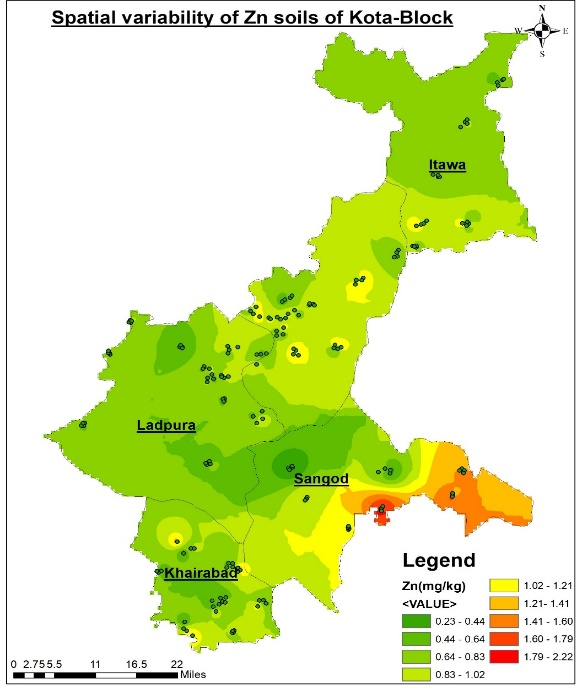 Spatial variability of Zn soils of Kota-Block
N
W E
S
Itawa
Ladpura
Sangod
Khairabad
Legend
Zn(mg/kg)
<VALUE>
0.23 - 0.44
0.44 - 0.64
0.64 - 0.83
0.83 - 1.02
1.02 - 1.21
1.21- 1.41
1.41 - 1.60
1.60 - 1.79
1.79 - 2.22
0 2.75 5.5 11 16.5 22
Miles